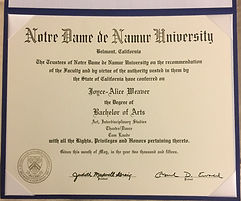 Notre Dame de Namur University
Belmont, California
The Trustees of Notre Dame de Namur University on the recommendation
of the Faculty and by virtue of the authority vested in them by
the State of California have conferred on
Joyce-Alice Weaver
the Degree of
Bachelor of Arts
Art, Interdisciplinary Studies
Theatre/Dance
Cum Laude
with all the Rights, Privileges and Honors pertaining thereto.
Given this month of May, in the year two thousand and fifteen.